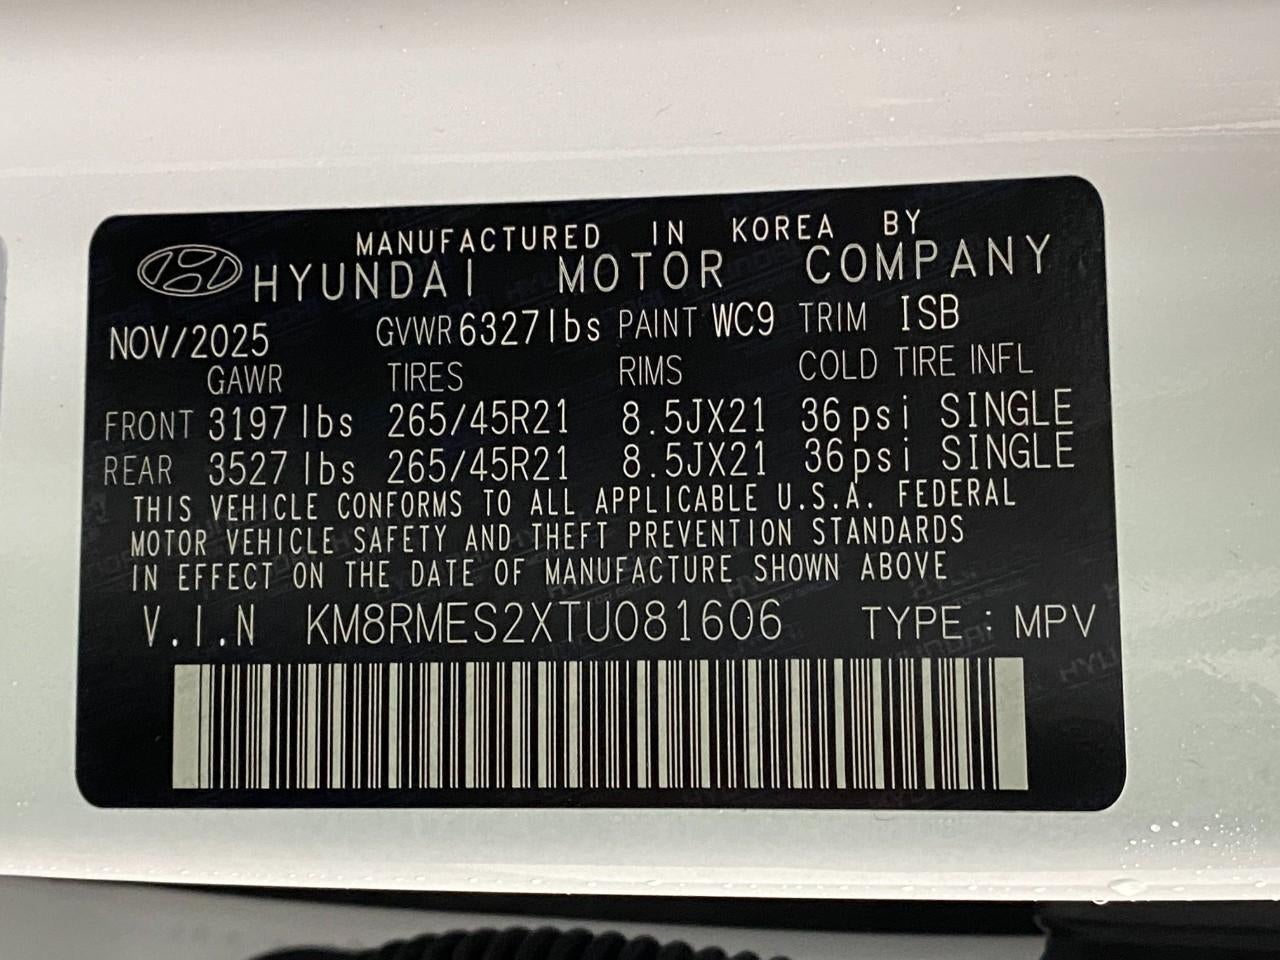 MANUFACTURED IN KOREA BY
HYUNDAI MOTOR COMPANY
NOV/2025 GVWR 6327lbs PAINT WC9 TRIM ISB
GAWR TIRES RIMS COLD TIRE INFL
FRONT 3197lbs 265/45R21 8.5JX21 36psi SINGLE
REAR 3527lbs 265/45R21 8.5JX21 36psi SINGLE
THIS VEHICLE CONFORMS TO ALL APPLICABLE U.S.A. FEDERAL
MOTOR VEHICLE SAFETY AND THEFT PREVENTION STANDARDS
IN EFFECT ON THE DATE OF MANUFACTURE SHOWN ABOVE
V.I.N KM8RMES2XTU081606 TYPE : MPV